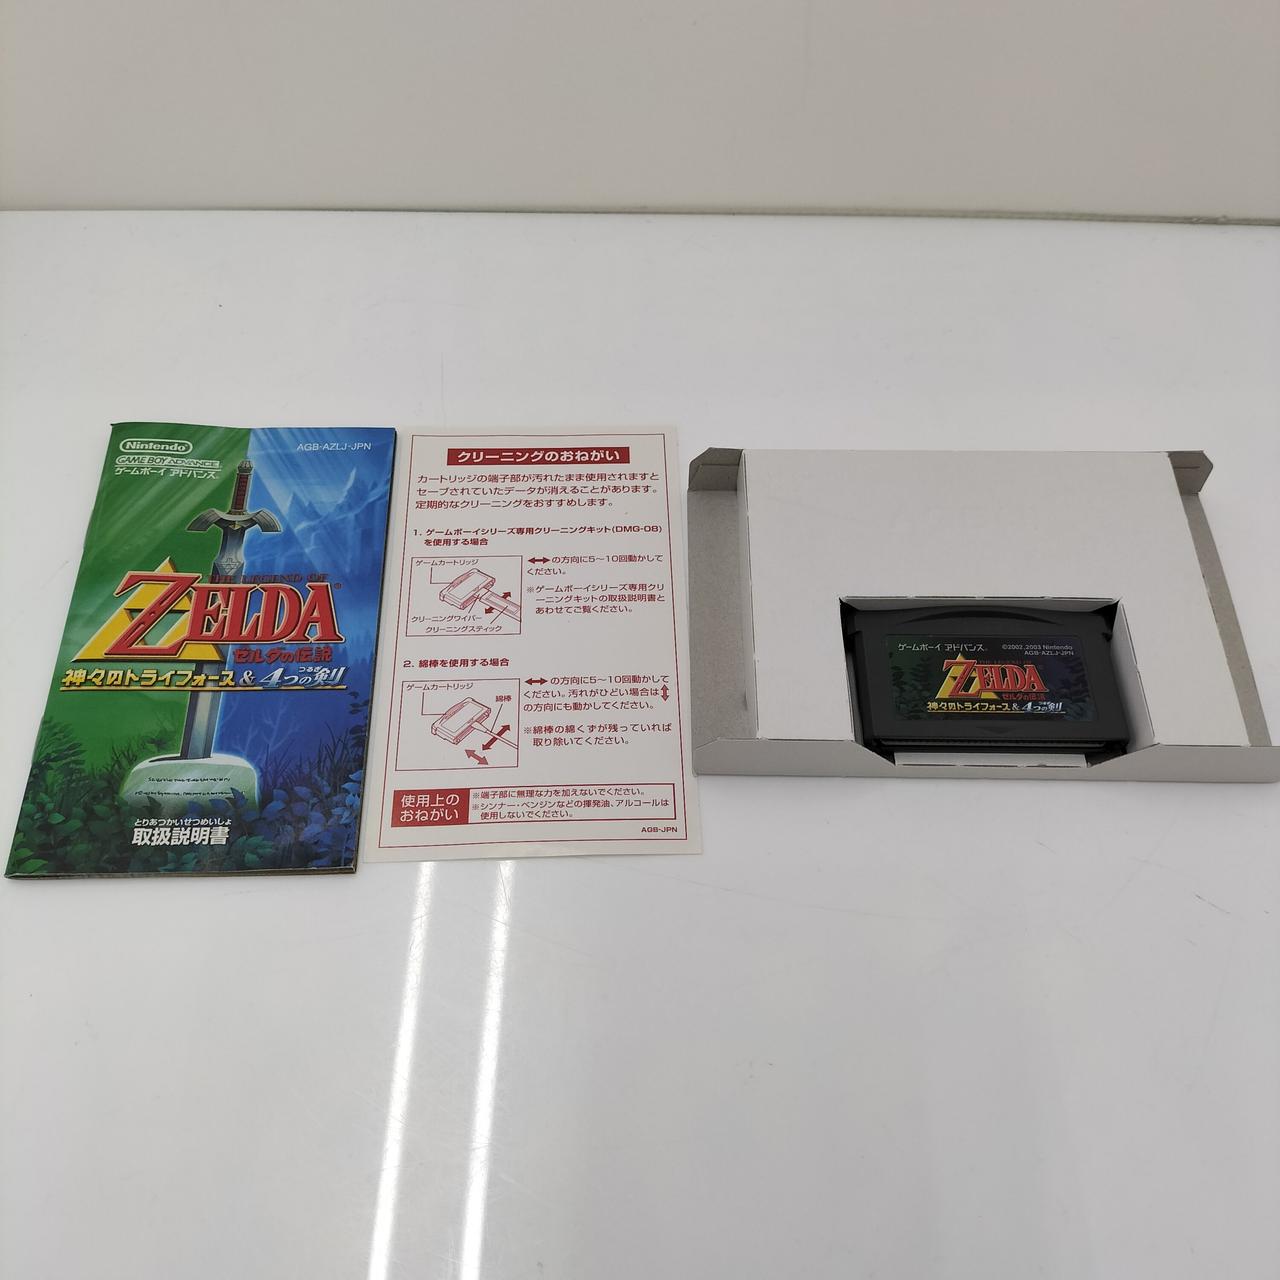 Nintendo
AGB-AZLJ-JPN
GAME BOY ADVANCE
ゲームボーイ アドバンス
THE LEGEND OF
ZELDA
ゼルダの伝説
神々のトライフォース&4つの剣
つるぎ
とりあつかいせつめいしょ
取扱説明書
クリーニングのおねがい
カートリッジの端子部が汚れたまま使用されますと
セーブされていたデータが消えることがあります。
定期的なクリーニングをおすすめします。
1. ゲームボーイシリーズ専用クリーニングキット(DMG-08)
を使用する場合
ゲームカートリッジ
クリーニングワイパー
クリーニングスティック
↔の方向に5~10回動かして
ください。
※ゲームボーイシリーズ専用クリ
ーニングキットの取扱説明書と
あわせてご覧ください。
2. 綿棒を使用する場合
ゲームカートリッジ
綿棒
↔の方向に5~10回動かして
ください。汚れがひどい場合は↕
の方向にも動かしてください。
※綿棒の綿くずが残っていれば
取り除いてください。
使用上の
おねがい
※端子部に無理な力を加えないでください。
※シンナー・ベンジンなどの揮発油、アルコールは
使用しないでください。
AGB-JPN
ゲームボーイ アドバンス
©2002,2003 Nintendo
AGB-AZLJ-JPN
THE LEGEND OF
ZELDA
ゼルダの伝説
神々のトライフォース&4つの剣
つるぎ